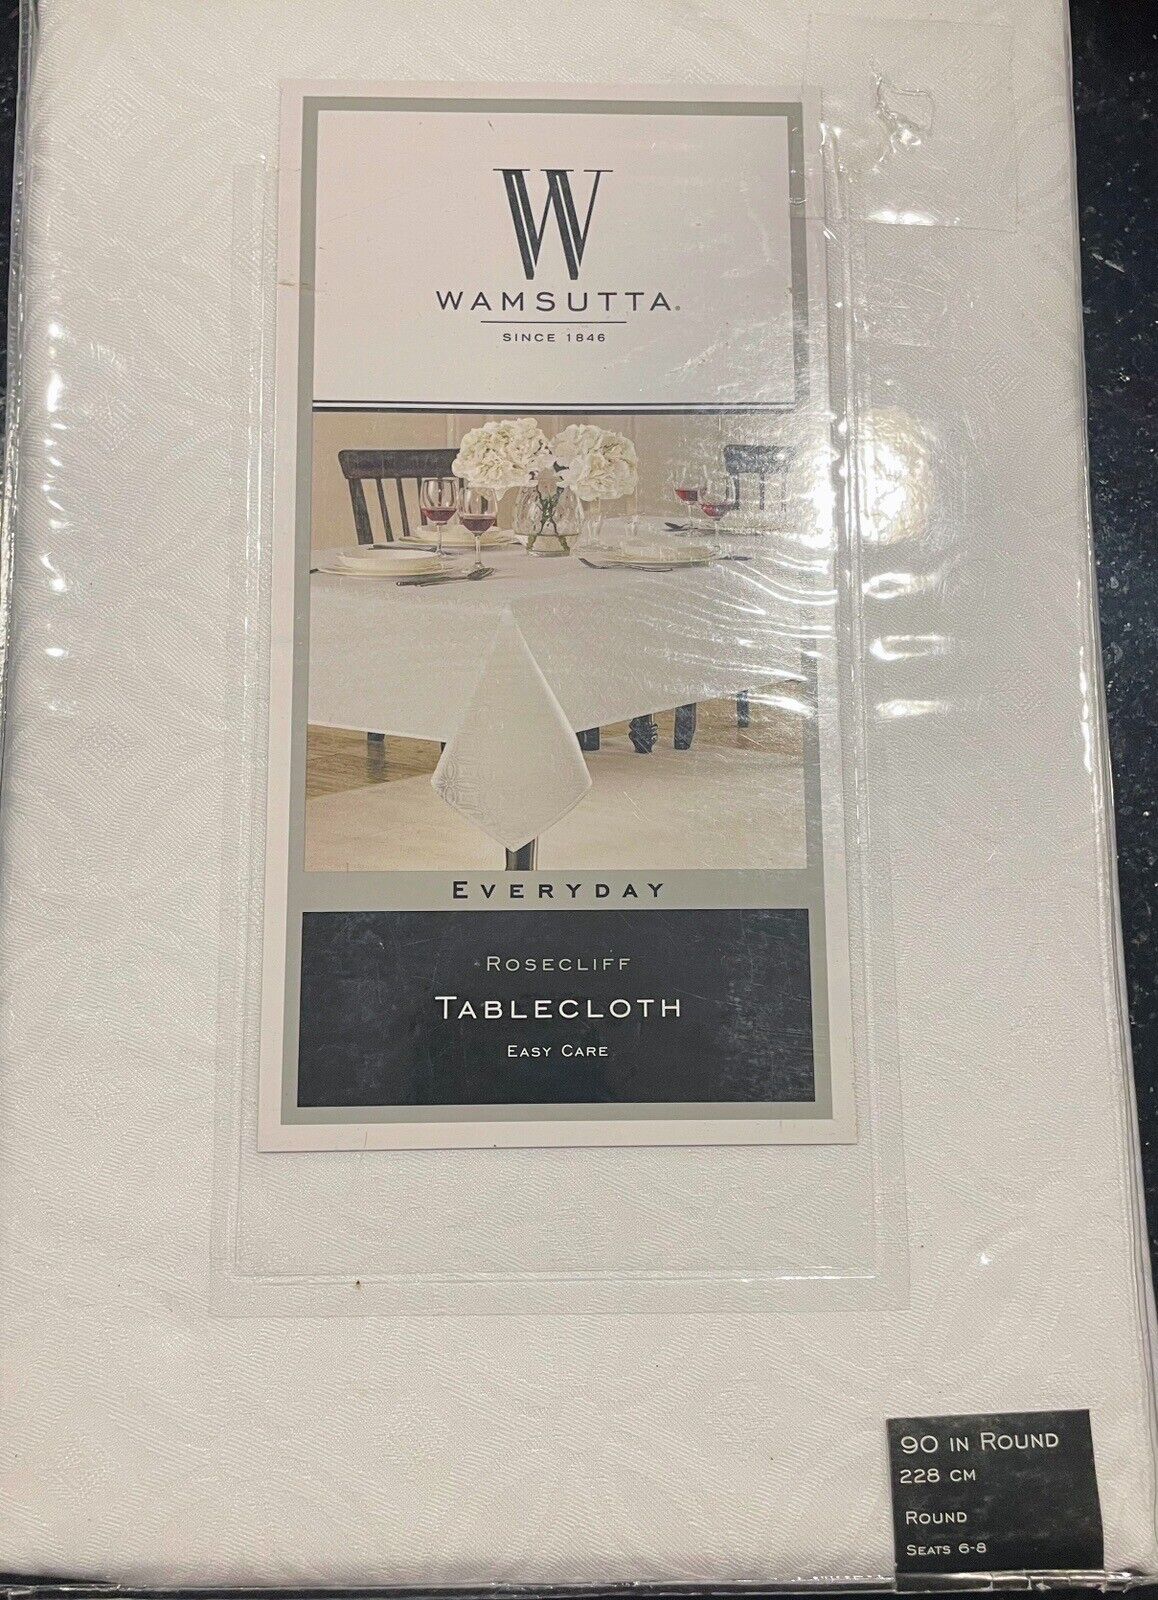 W
WAMSUTTA®
SINCE 1846
EVERYDAY
ROSECLIFF
TABLECLOTH
EASY CARE
90 IN ROUND
228 CM
ROUND
SEATS 6-8